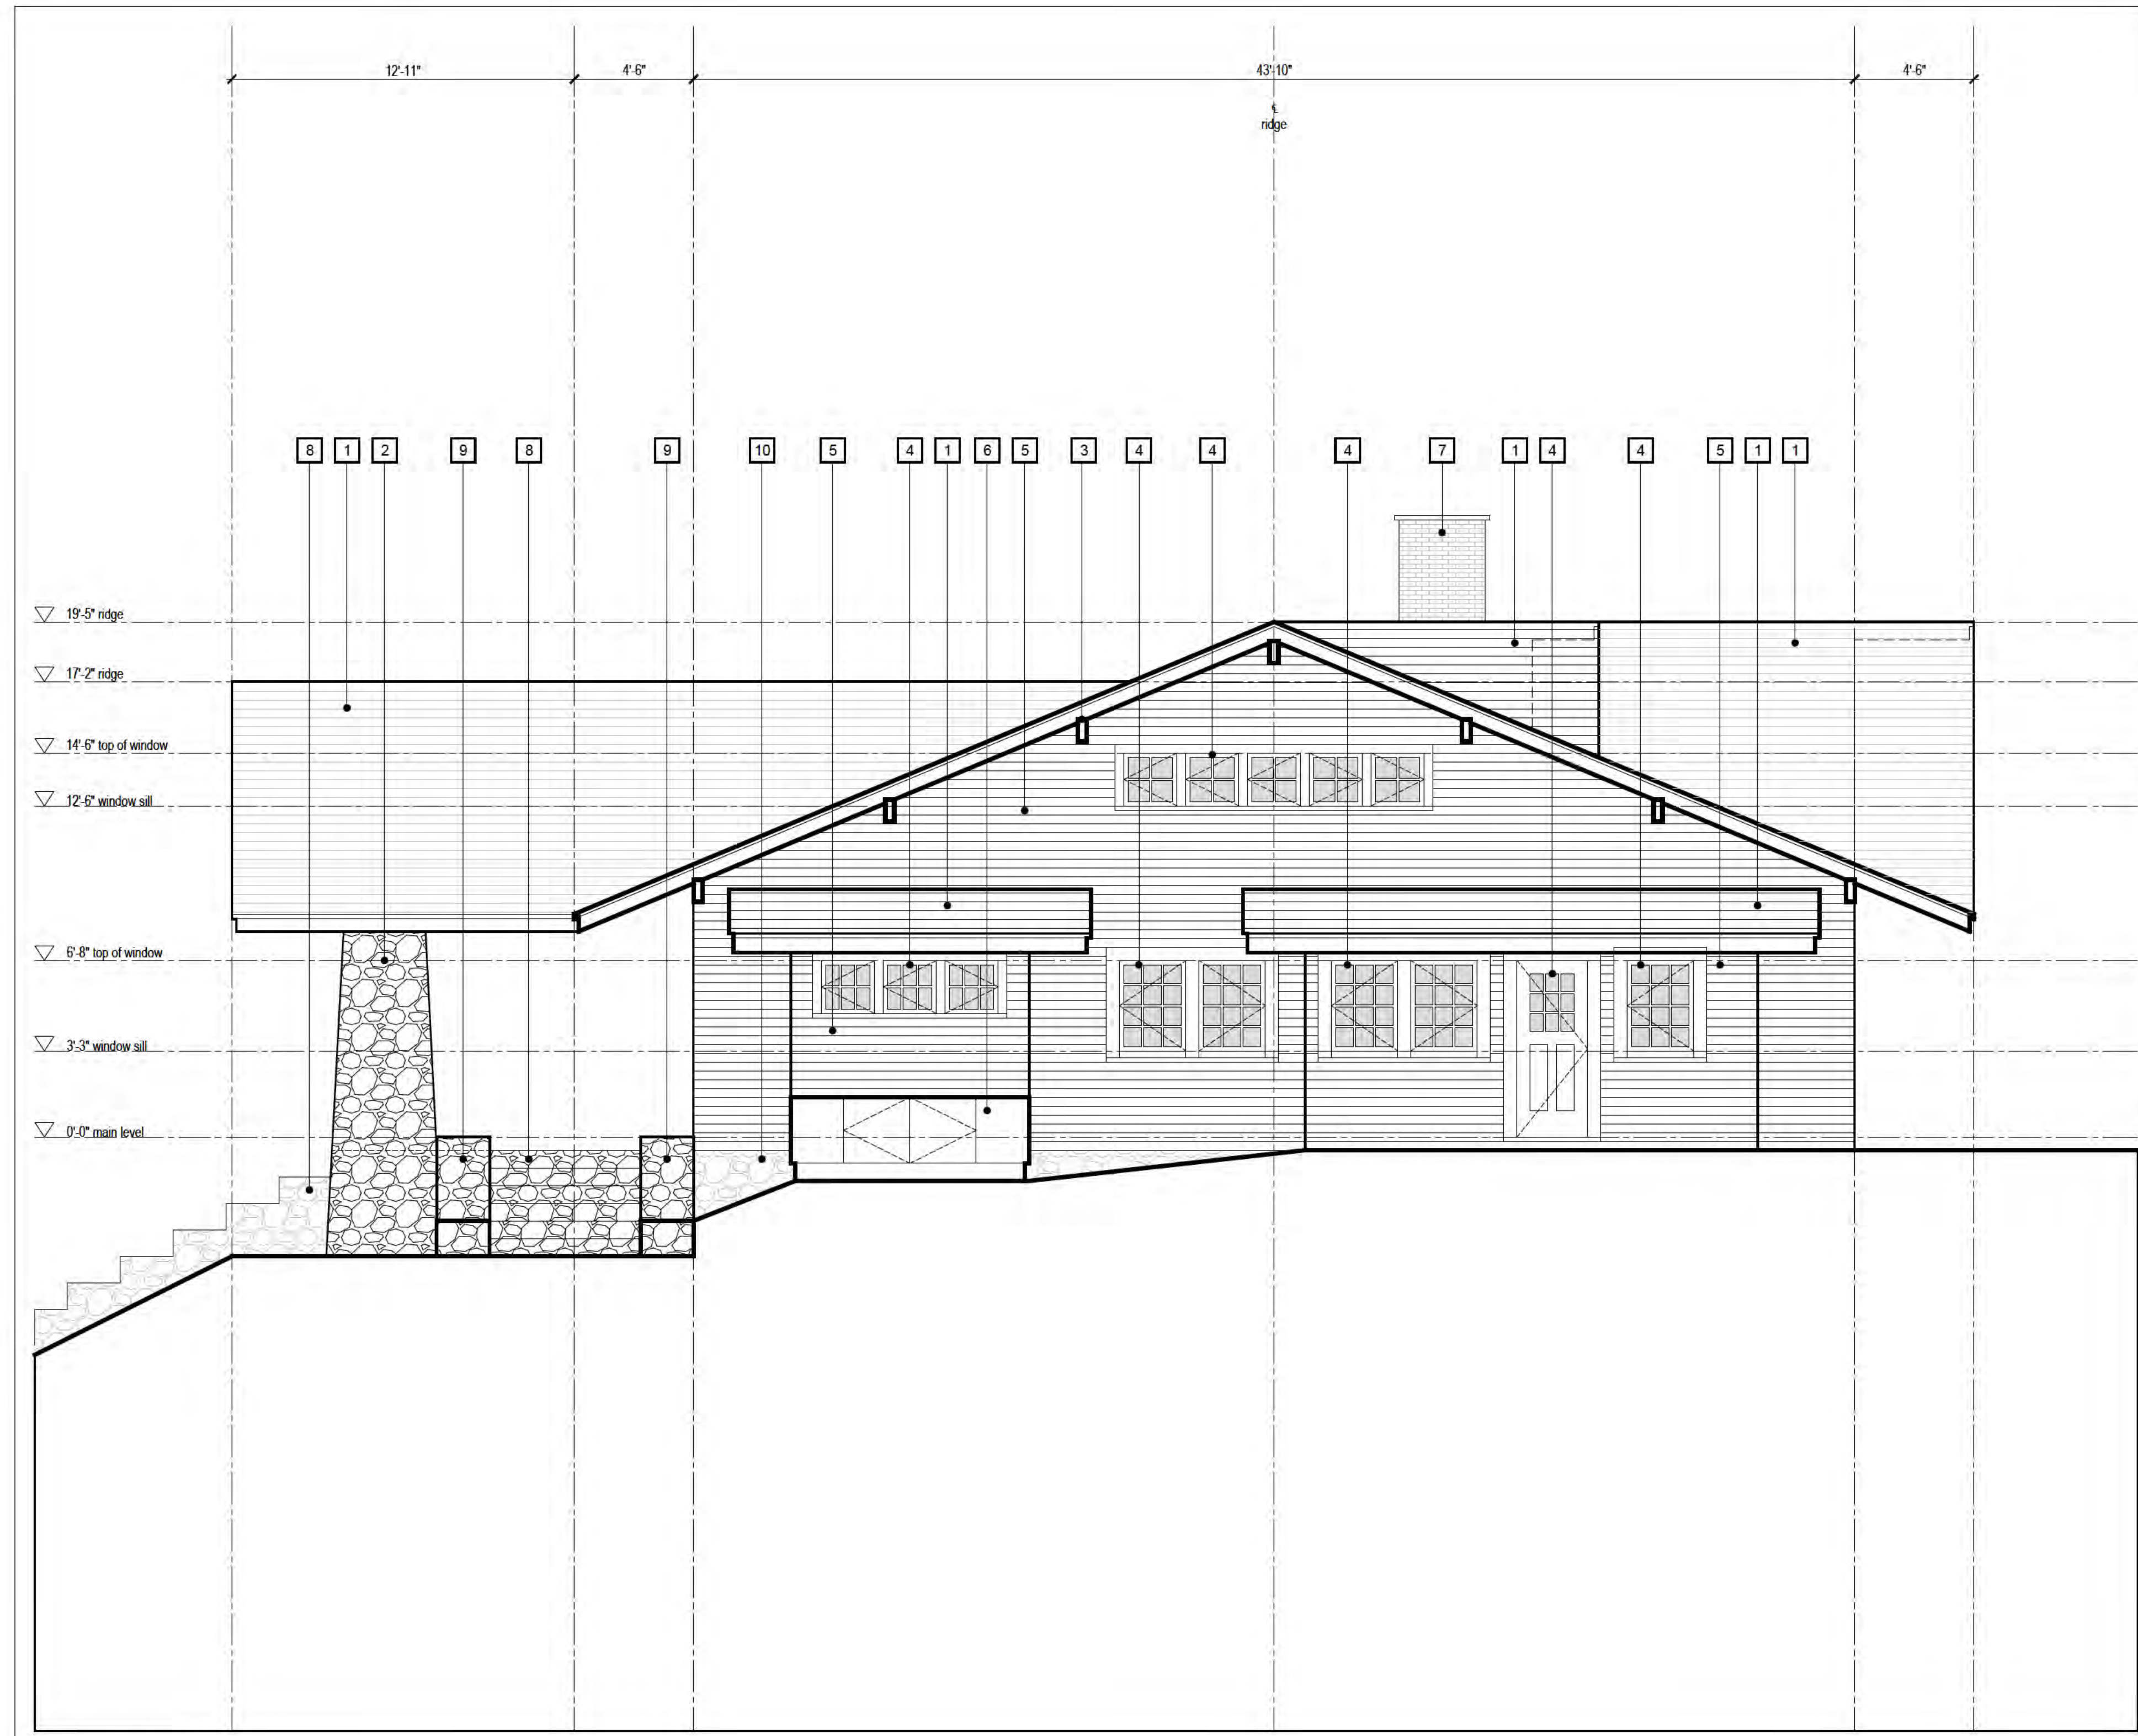 12'-11"
4'-6"
43'-10"
4'-6"
℄
ridge
8 1 2 9 8 9 10 5 4 1 6 5 3 4 4 4 7 1 4 4 5 1 1
19'-5" ridge
17'-2" ridge
14'-6" top of window
12'-6" window sill
6'-8" top of window
3'-3" window sill
0'-0" main level